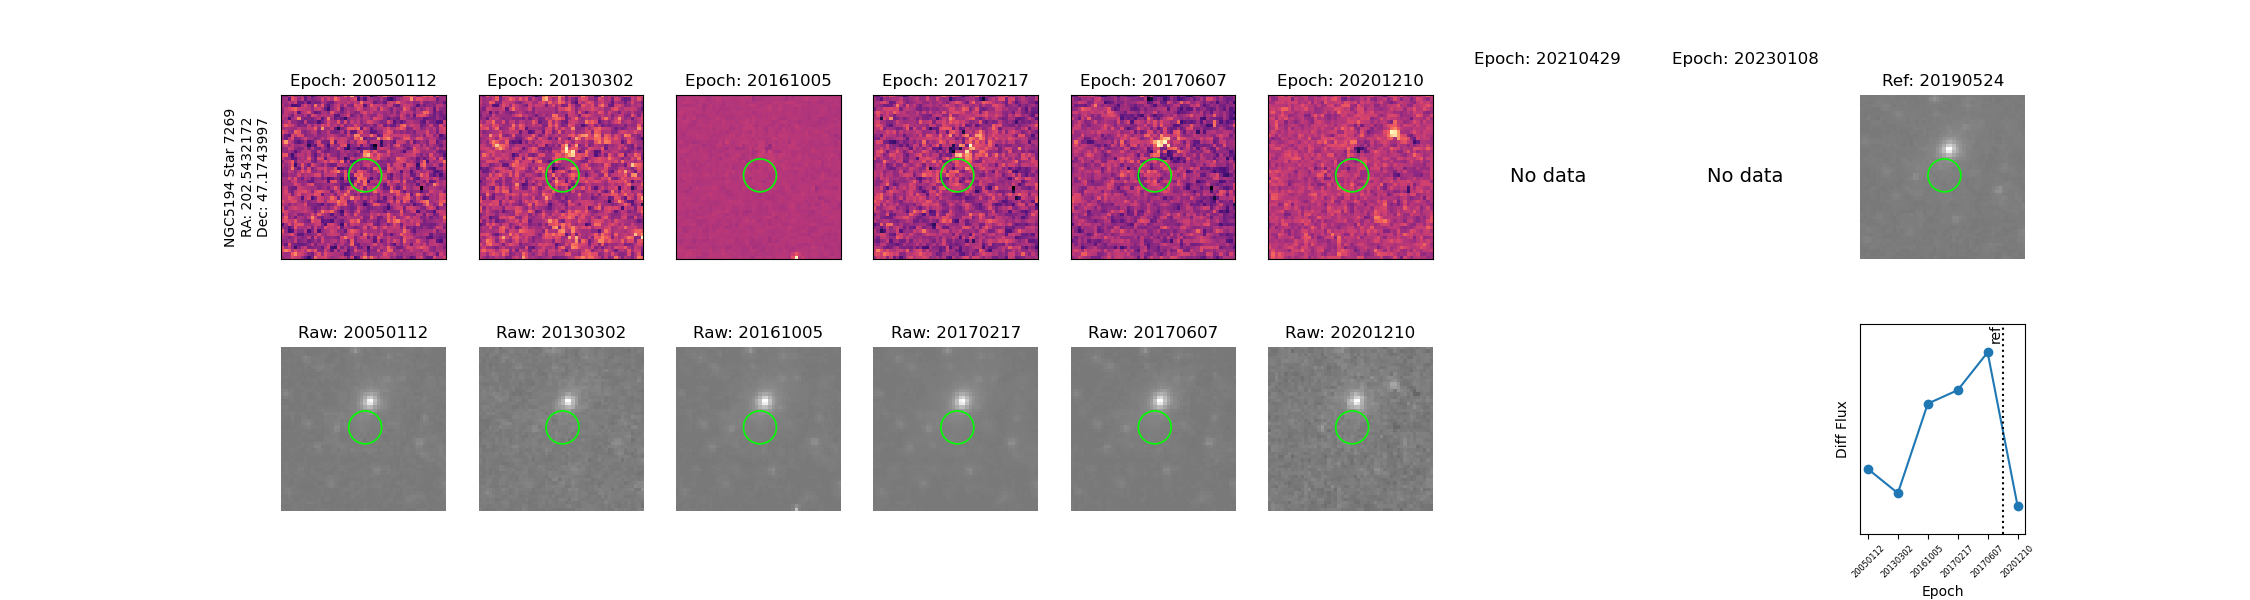 Epoch: 20050112
Epoch: 20130302
Epoch: 20161005
Epoch: 20170217
Epoch: 20170607
Epoch: 20201210
Epoch: 20210429
Epoch: 20230108
Ref: 20190524
NGC5194 Star 7269
RA: 202.5432172
Dec: 47.1743997
No data
No data
Raw: 20050112
Raw: 20130302
Raw: 20161005
Raw: 20170217
Raw: 20170607
Raw: 20201210
ref
Diff Flux
20050112
20130302
20161005
20170217
20170607
20201210
Epoch